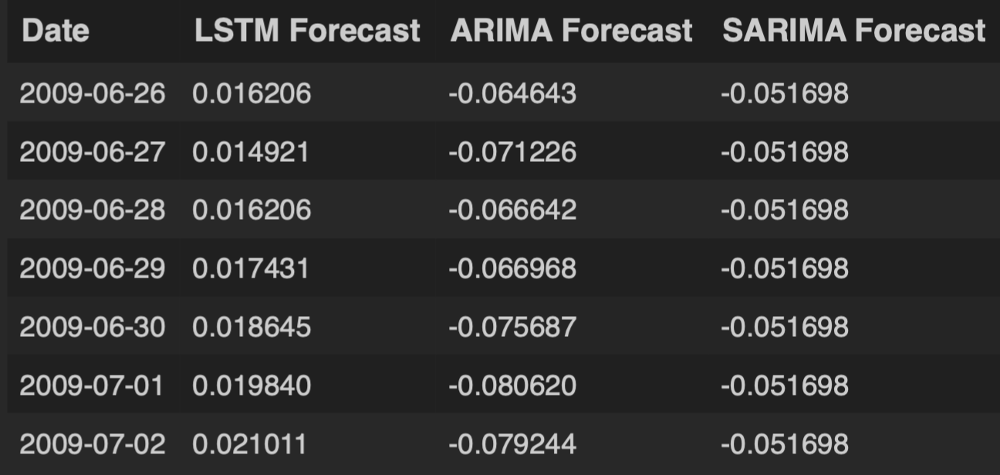 Date LSTM Forecast ARIMA Forecast SARIMA Forecast
2009-06-26 0.016206 -0.064643 -0.051698
2009-06-27 0.014921 -0.071226 -0.051698
2009-06-28 0.016206 -0.066642 -0.051698
2009-06-29 0.017431 -0.066968 -0.051698
2009-06-30 0.018645 -0.075687 -0.051698
2009-07-01 0.019840 -0.080620 -0.051698
2009-07-02 0.021011 -0.079244 -0.051698